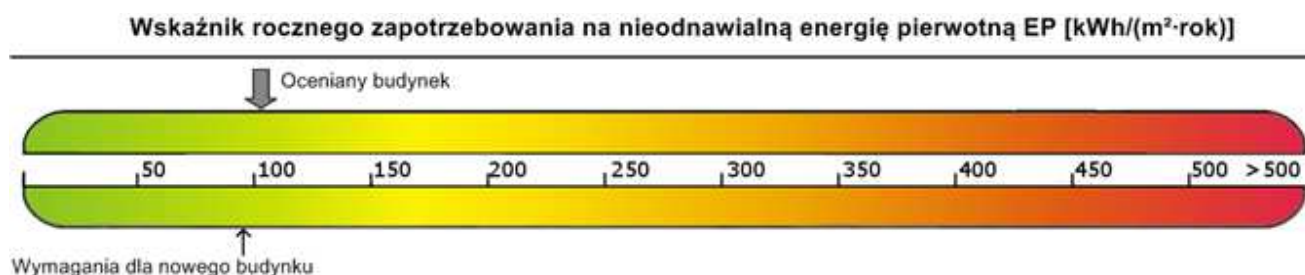 Wskaźnik rocznego zapotrzebowania na nieodnawialną energię pierwotną EP [kWh/(m²·rok)]
Oceniany budynek
50 100 150 200 250 300 350 400 450 500 >500
Wymagania dla nowego budynku